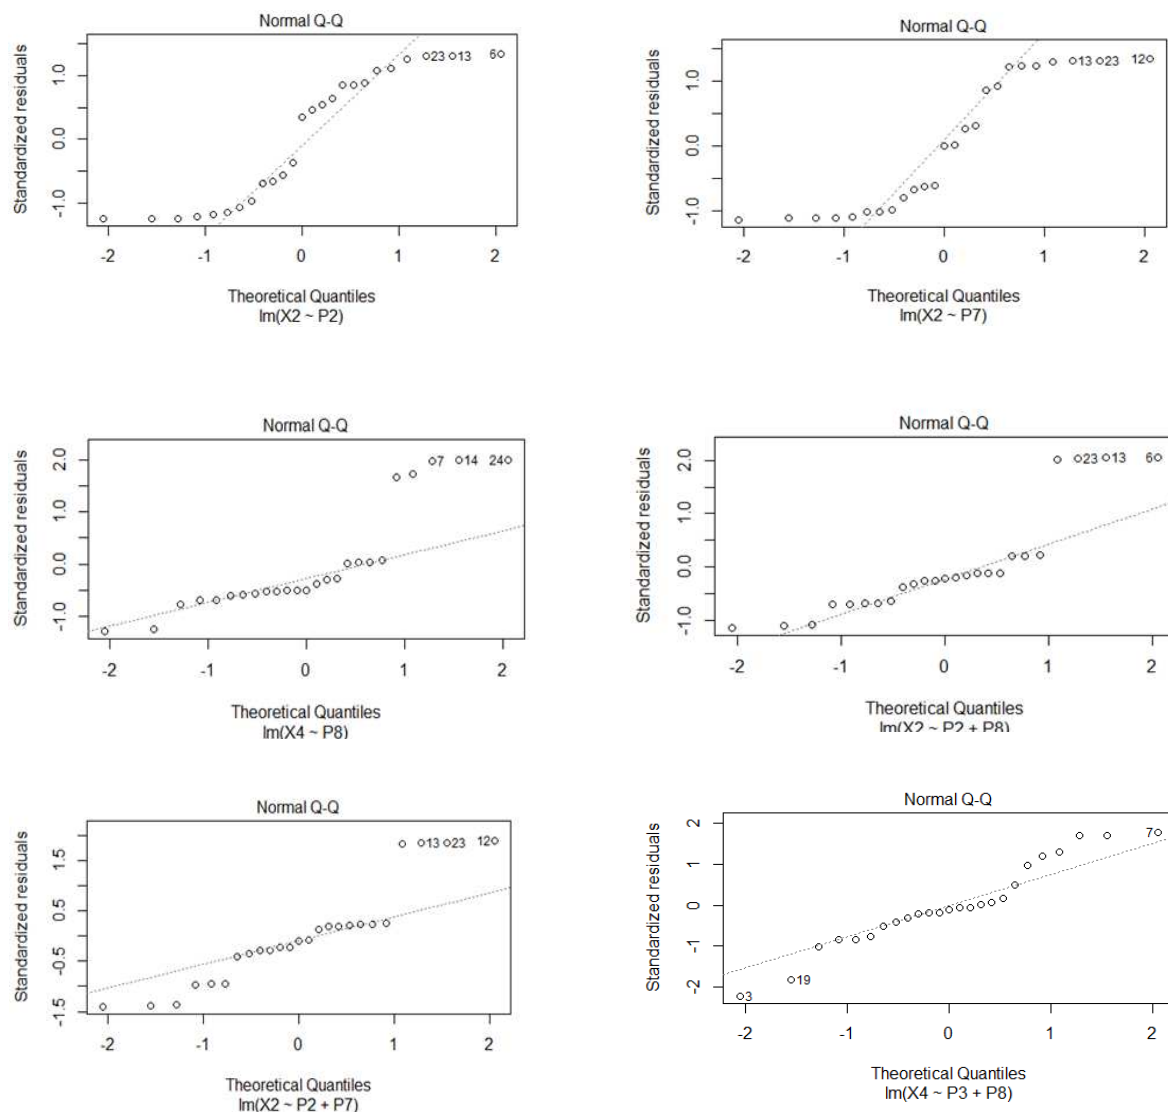 Normal Q-Q
Standardized residuals
1.0
0.0
-1.0
23 13 6
-2 -1 0 1 2
Theoretical Quantiles
lm(X2 ~ P2)
Normal Q-Q
Standardized residuals
1.0
0.0
-1.0
13 23 12
-2 -1 0 1 2
Theoretical Quantiles
lm(X2 ~ P7)
Normal Q-Q
Standardized residuals
2.0
1.0
0.0
-1.0
7 14 24
-2 -1 0 1 2
Theoretical Quantiles
lm(X4 ~ P8)
Normal Q-Q
Standardized residuals
2.0
1.0
0.0
-1.0
23 13 6
-2 -1 0 1 2
Theoretical Quantiles
lm(X2 ~ P2 + P8)
Normal Q-Q
Standardized residuals
1.5
0.5
-0.5
-1.5
13 23 12
-2 -1 0 1 2
Theoretical Quantiles
lm(X2 ~ P2 + P7)
Normal Q-Q
Standardized residuals
2
1
0
-1
-2
7
19
3
-2 -1 0 1 2
Theoretical Quantiles
lm(X4 ~ P3 + P8)